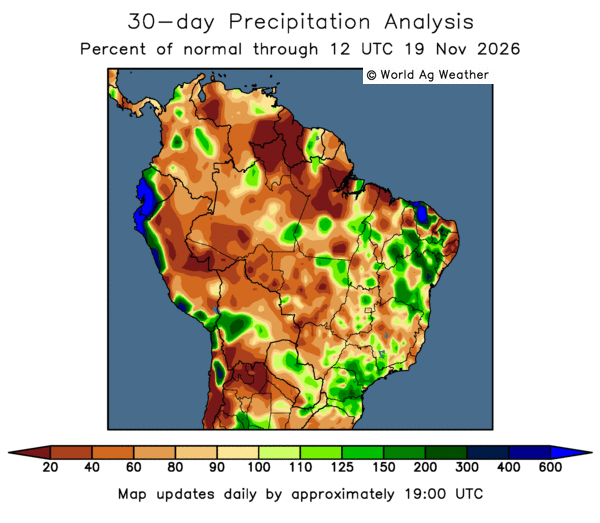 30-day Precipitation Analysis
Percent of normal through 12 UTC 19 Nov 2026
© World Ag Weather
20 40 60 80 90 100 110 125 150 200 300 400 600
Map updates daily by approximately 19:00 UTC